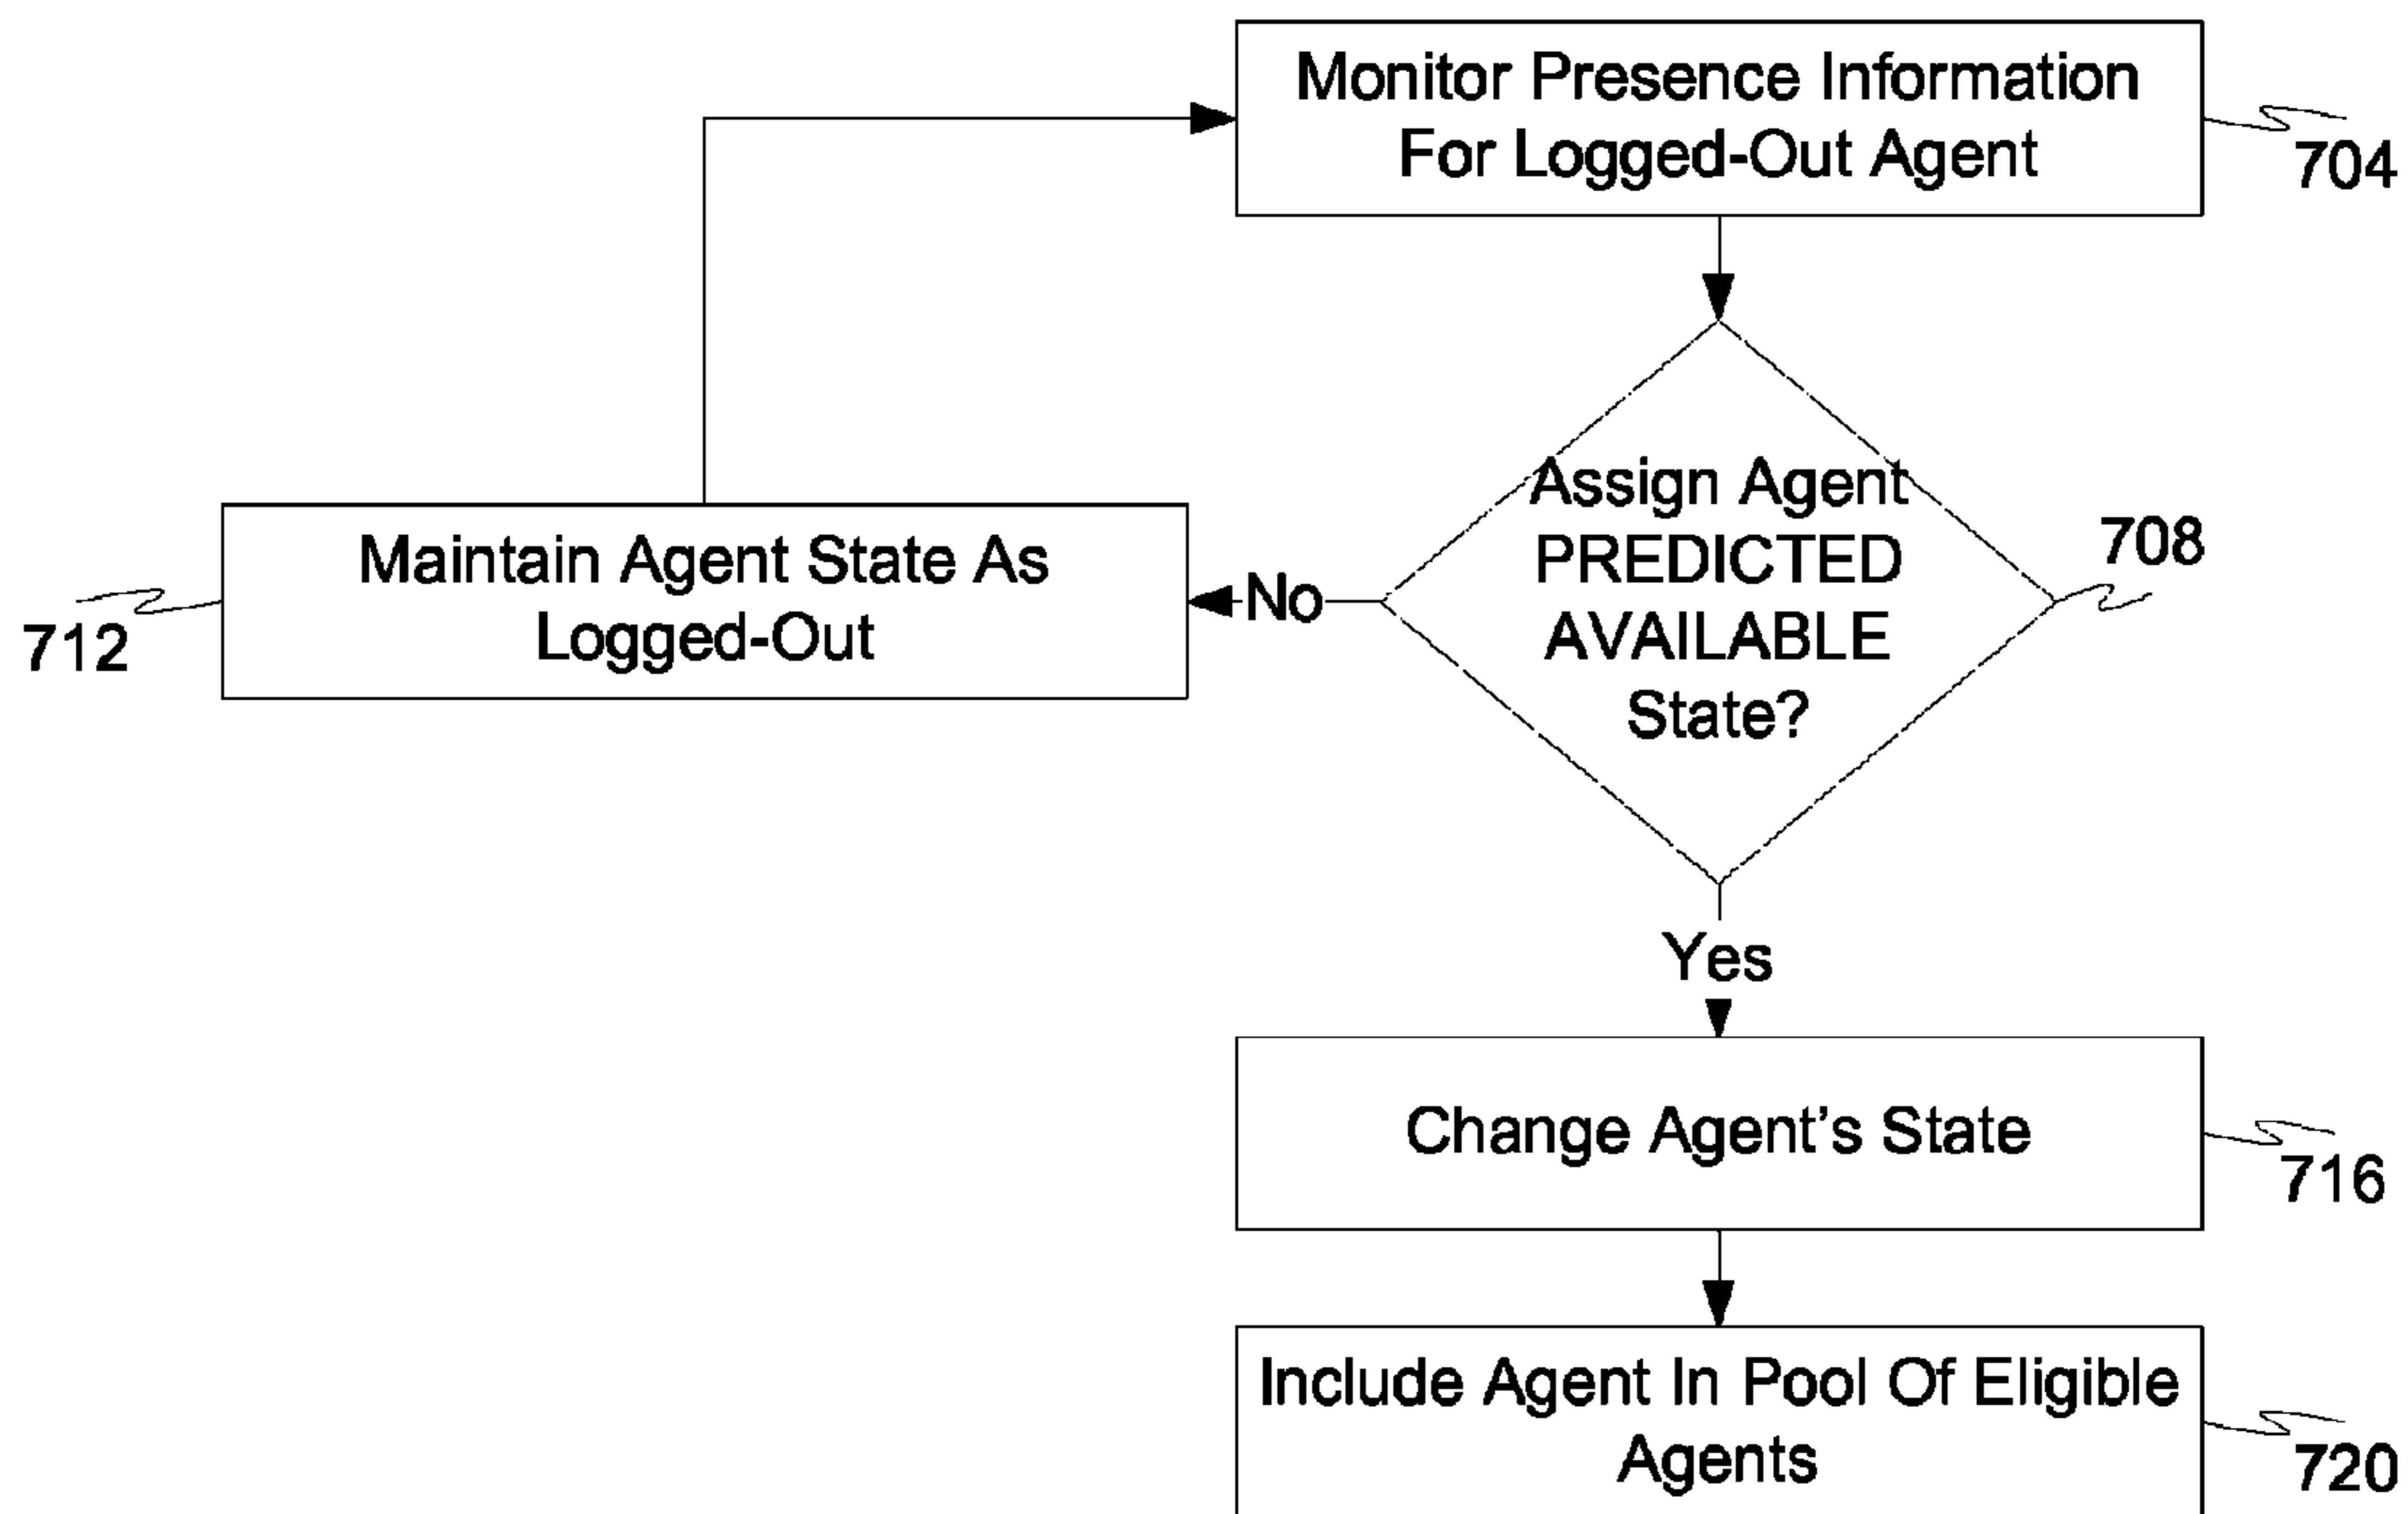 Monitor Presence Information
For Logged-Out Agent
704
Assign Agent
PREDICTED
AVAILABLE
State?
708
No
Maintain Agent State As
Logged-Out
712
Yes
Change Agent's State
716
Include Agent In Pool Of Eligible
Agents
720